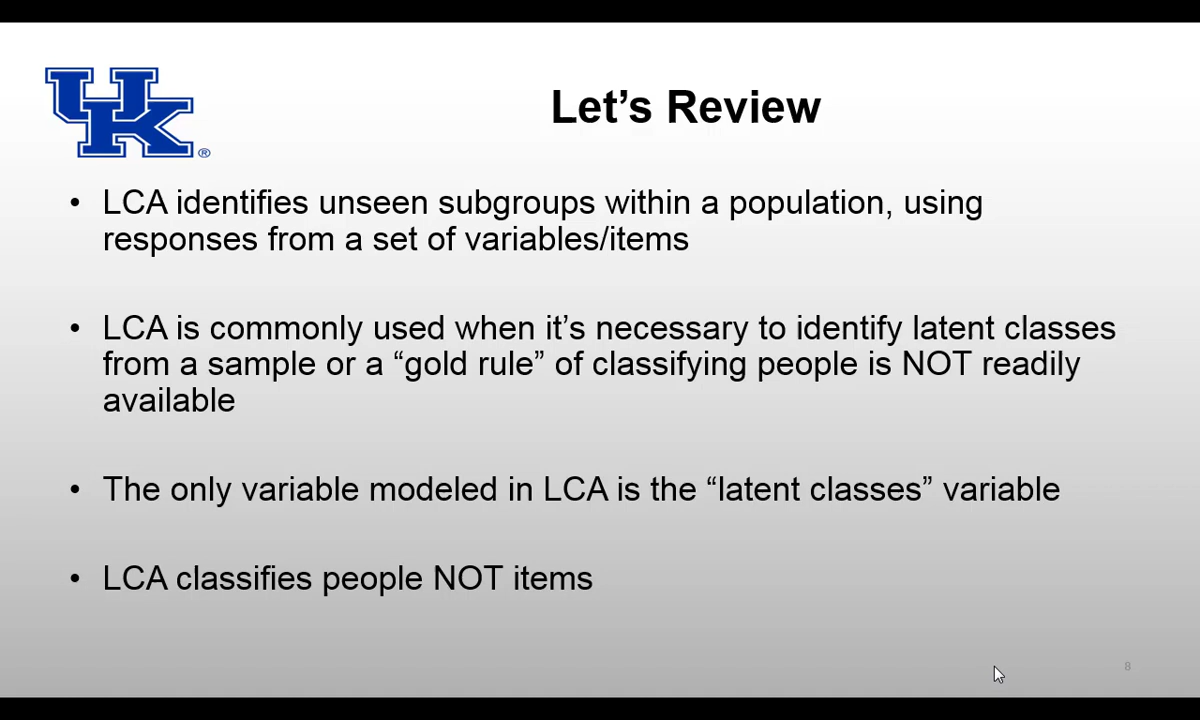 UK®
Let’s Review
• LCA identifies unseen subgroups within a population, using
responses from a set of variables/items
• LCA is commonly used when it’s necessary to identify latent classes
from a sample or a “gold rule” of classifying people is NOT readily
available
• The only variable modeled in LCA is the “latent classes” variable
• LCA classifies people NOT items
8